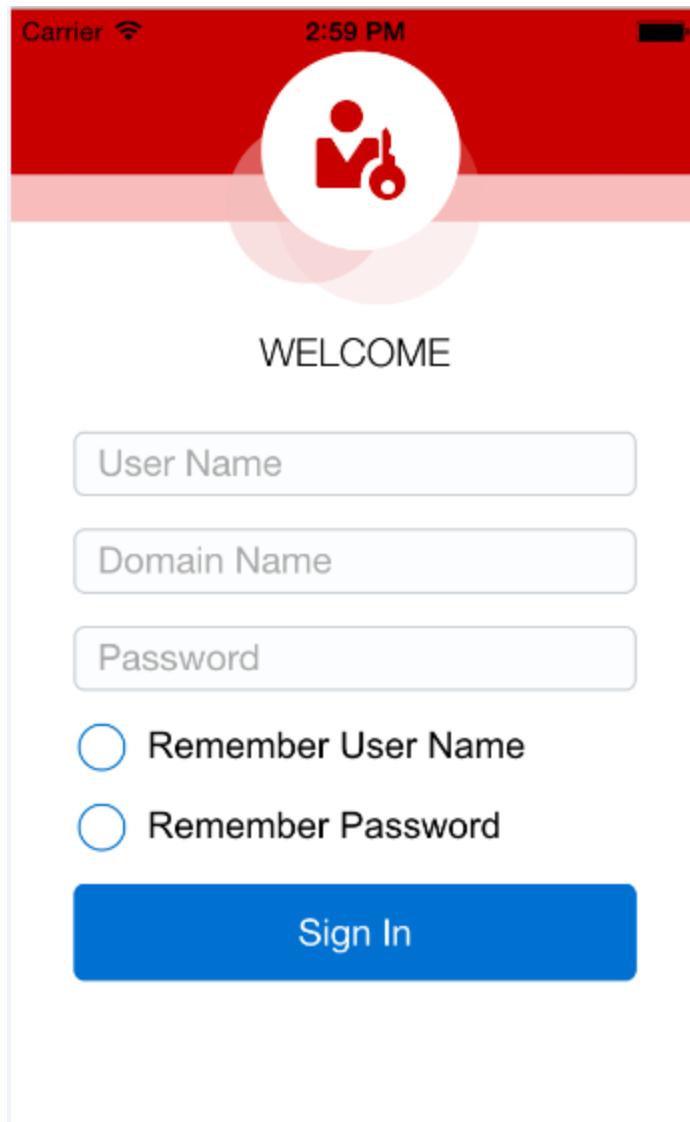 Carrier 2:59 PM
WELCOME
User Name
Domain Name
Password
Remember User Name
Remember Password
Sign In